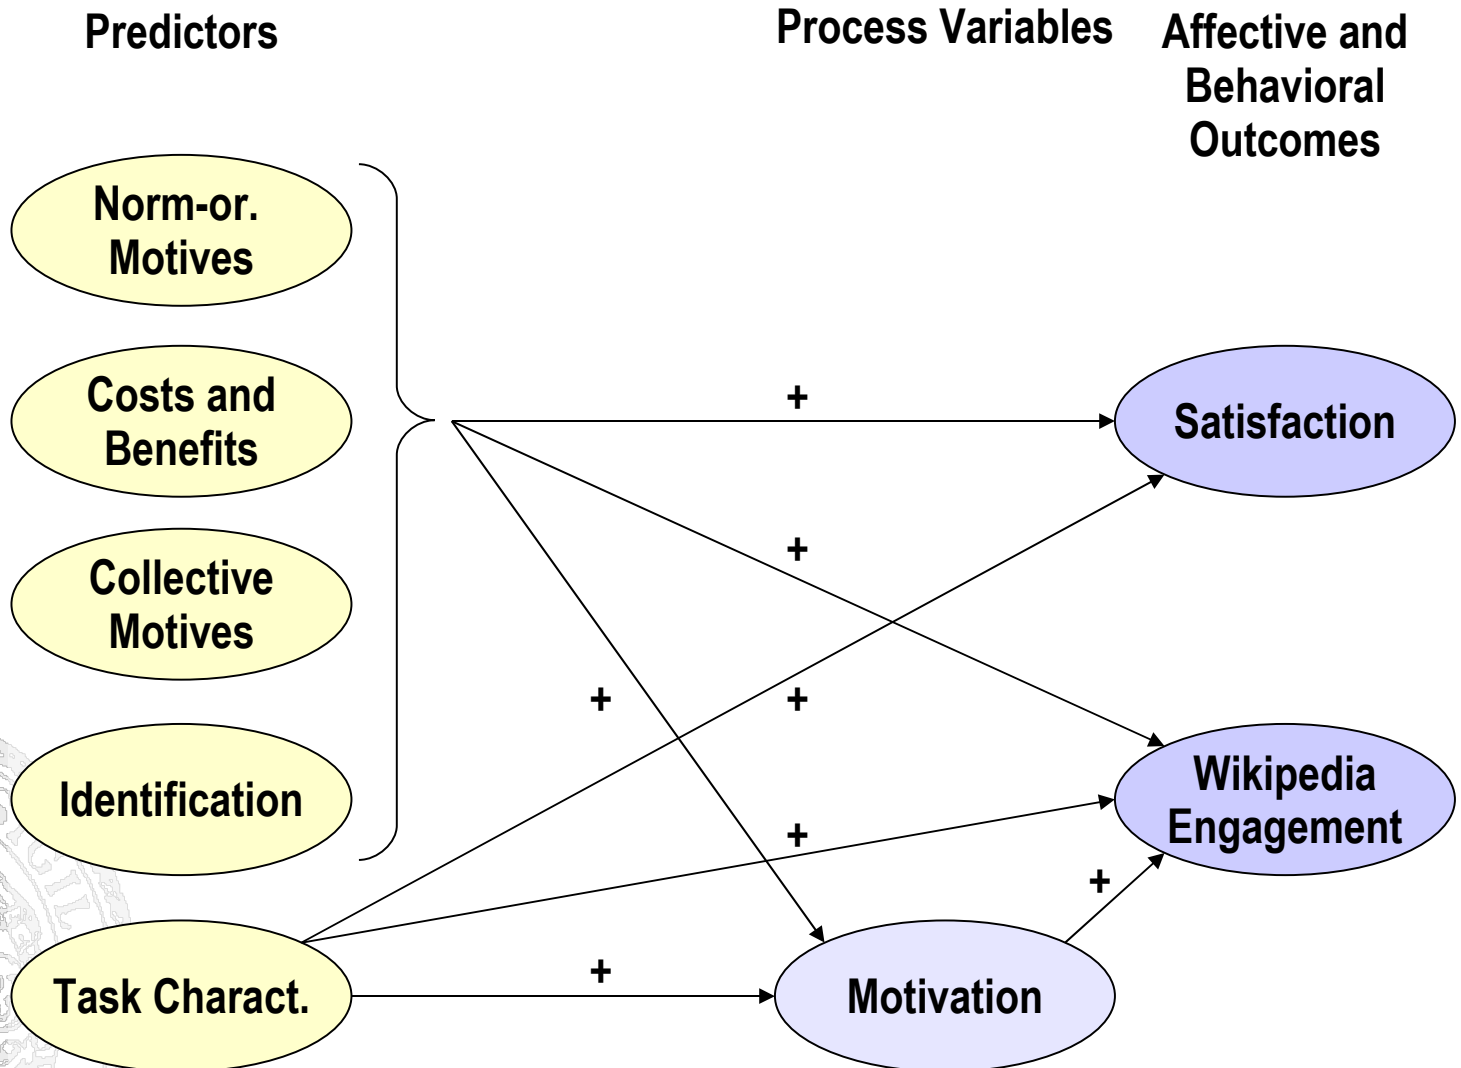 Predictors
Process Variables
Affective and
Behavioral
Outcomes
Norm-or.
Motives
Costs and
Benefits
Collective
Motives
Identification
Task Charact.
+
+
+
+
+
+
+
Satisfaction
Wikipedia
Engagement
Motivation